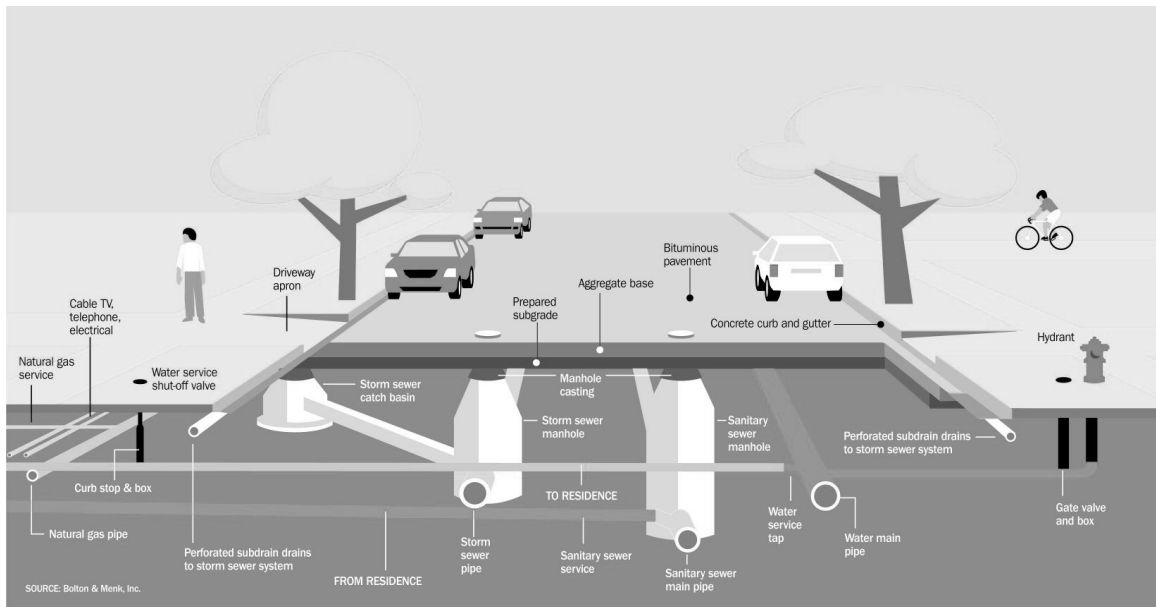 Bituminous
pavement
Driveway
apron
Aggregate base
Cable TV,
telephone,
electrical
Prepared
subgrade
Concrete curb and gutter
Hydrant
Natural gas
service
Water service
shut-off valve
Storm sewer
catch basin
Manhole
casting
Storm sewer
manhole
Sanitary
sewer
manhole
Perforated subdrain drains
to storm sewer system
Curb stop & box
TO RESIDENCE
Natural gas pipe
Perforated subdrain drains
to storm sewer system
FROM RESIDENCE
Storm
sewer
pipe
Sanitary sewer
service
Sanitary sewer
main pipe
Water
service
tap
Water main
pipe
Gate valve
and box
SOURCE: Bolton & Menk, Inc.